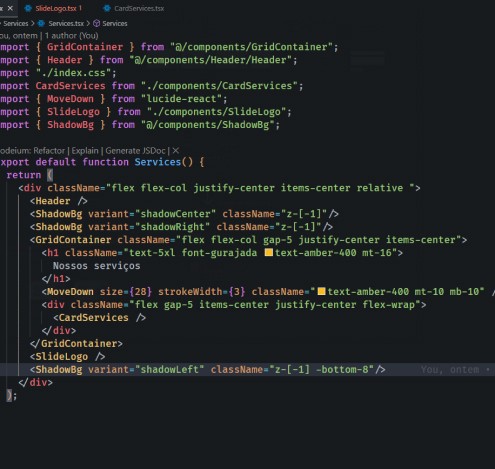 SlideLogo.tsx 1 CardServices.tsx
Services > Services.tsx > Services
ou, ontem | 1 author (You)
mport { GridContainer } from "@/components/GridContainer";
mport { Header } from "@/components/Header/Header";
mport "./index.css";
mport CardServices from "./components/CardServices";
mport { MoveDown } from "lucide-react";
mport { SlideLogo } from "./components/SlideLogo";
mport { ShadowBg } from "@/components/ShadowBg";
odeium: Refactor | Explain | Generate JSDoc | X
xport default function Services() {
return (
<div className="flex flex-col justify-center items-center relative ">
<Header />
<ShadowBg variant="shadowCenter" className="z-[-1]"/>
<ShadowBg variant="shadowRight" className="z-[-1]"/>
<GridContainer className="flex flex-col gap-5 justify-center items-center">
<h1 className="text-5xl font-gurajada text-amber-400 mt-16">
Nossos serviços
</h1>
<MoveDown size={28} strokeWidth={3} className="text-amber-400 mt-10 mb-10" /
<div className="flex gap-5 items-center justify-center flex-wrap">
<CardServices />
</div>
</GridContainer>
<SlideLogo />
<ShadowBg variant="shadowLeft" className="z-[-1] -bottom-8"/> You, ontem •
</div>
);